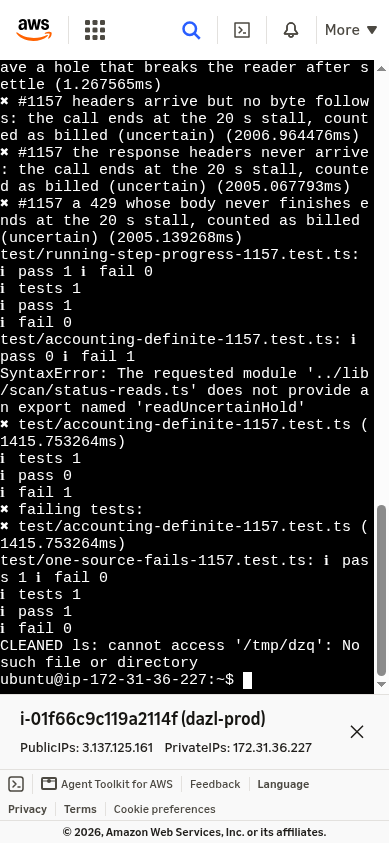 aws
More
ave a hole that breaks the reader after s
ettle (1.267565ms)
✖ #1157 headers arrive but no byte follow
s: the call ends at the 20 s stall, count
ed as billed (uncertain) (2006.964476ms)
✖ #1157 the response headers never arrive
: the call ends at the 20 s stall, counte
d as billed (uncertain) (2005.067793ms)
✖ #1157 a 429 whose body never finishes e
nds at the 20 s stall, counted as billed
(uncertain) (2005.139268ms)
test/running-step-progress-1157.test.ts:
ℹ pass 1 ℹ fail 0
ℹ tests 1
ℹ pass 1
ℹ fail 0
test/accounting-definite-1157.test.ts: ℹ
pass 0 ℹ fail 1
SyntaxError: The requested module '../lib
/scan/status-reads.ts' does not provide a
n export named 'readUncertainHold'
✖ test/accounting-definite-1157.test.ts (
1415.753264ms)
ℹ tests 1
ℹ pass 0
ℹ fail 1
✖ failing tests:
✖ test/accounting-definite-1157.test.ts (
1415.753264ms)
test/one-source-fails-1157.test.ts: ℹ pas
s 1 ℹ fail 0
ℹ tests 1
ℹ pass 1
ℹ fail 0
CLEANED ls: cannot access '/tmp/dzq': No
such file or directory
ubuntu@ip-172-31-36-227:~$
i-01f66c9c119a2114f (dazl-prod)
PublicIPs: 3.137.125.161 PrivateIPs: 172.31.36.227
Agent Toolkit for AWS Feedback Language
Privacy Terms Cookie preferences
© 2026, Amazon Web Services, Inc. or its affiliates.